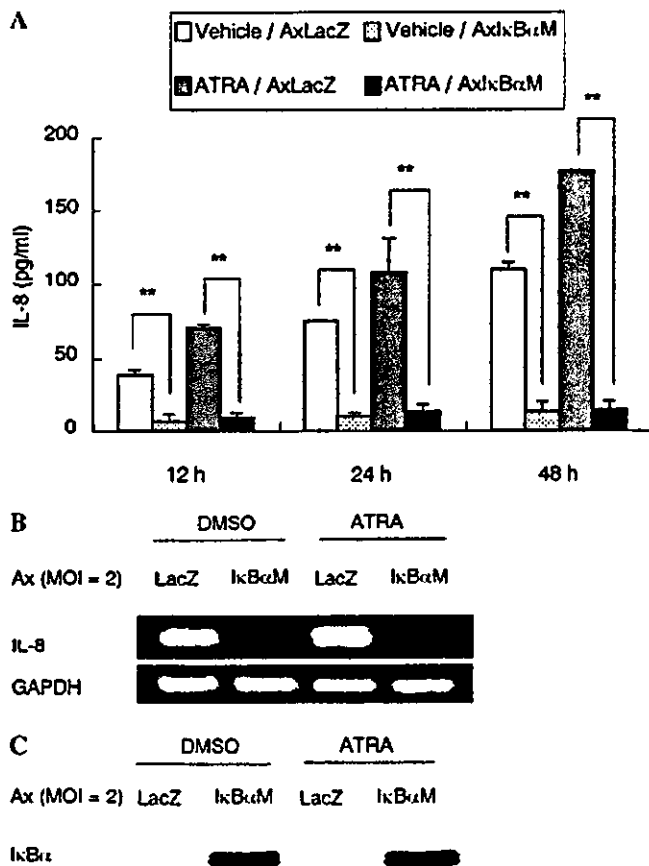 A
Vehicle / AxLacZ Vehicle / AxIκBαM
ATRA / AxLacZ ATRA / AxIκBαM
IL-8 (pg/ml)
200
150
100
50
0
** ** ** ** ** **
12 h 24 h 48 h
B
DMSO ATRA
Ax (MOI = 2) LacZ IκBαM LacZ IκBαM
IL-8
GAPDH
C
DMSO ATRA
Ax (MOI = 2) LacZ IκBαM LacZ IκBαM
IκBα